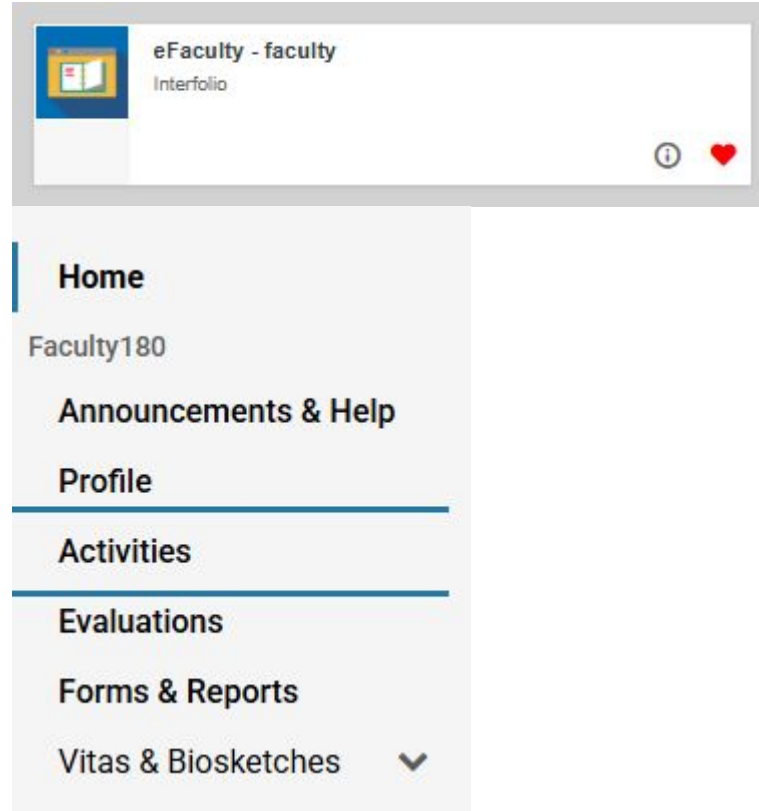 eFaculty - faculty
Interfolio
Home
Faculty180
Announcements & Help
Profile
Activities
Evaluations
Forms & Reports
Vitas & Biosketches